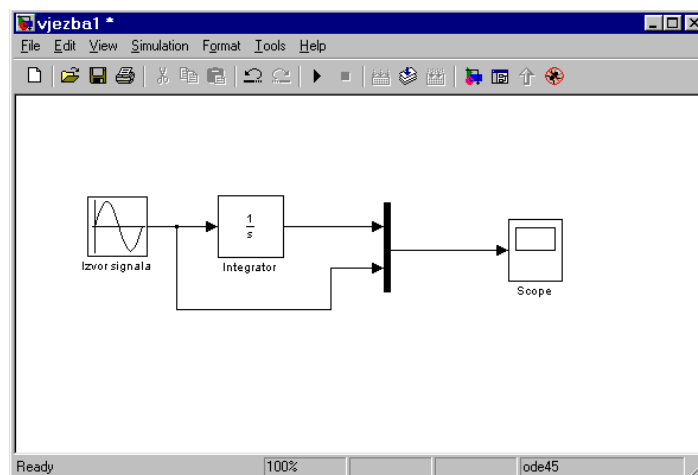 vjezba1 *
File Edit View Simulation Format Tools Help
1
s
Izvor signala
Integrator
Scope
Ready 100% ode45